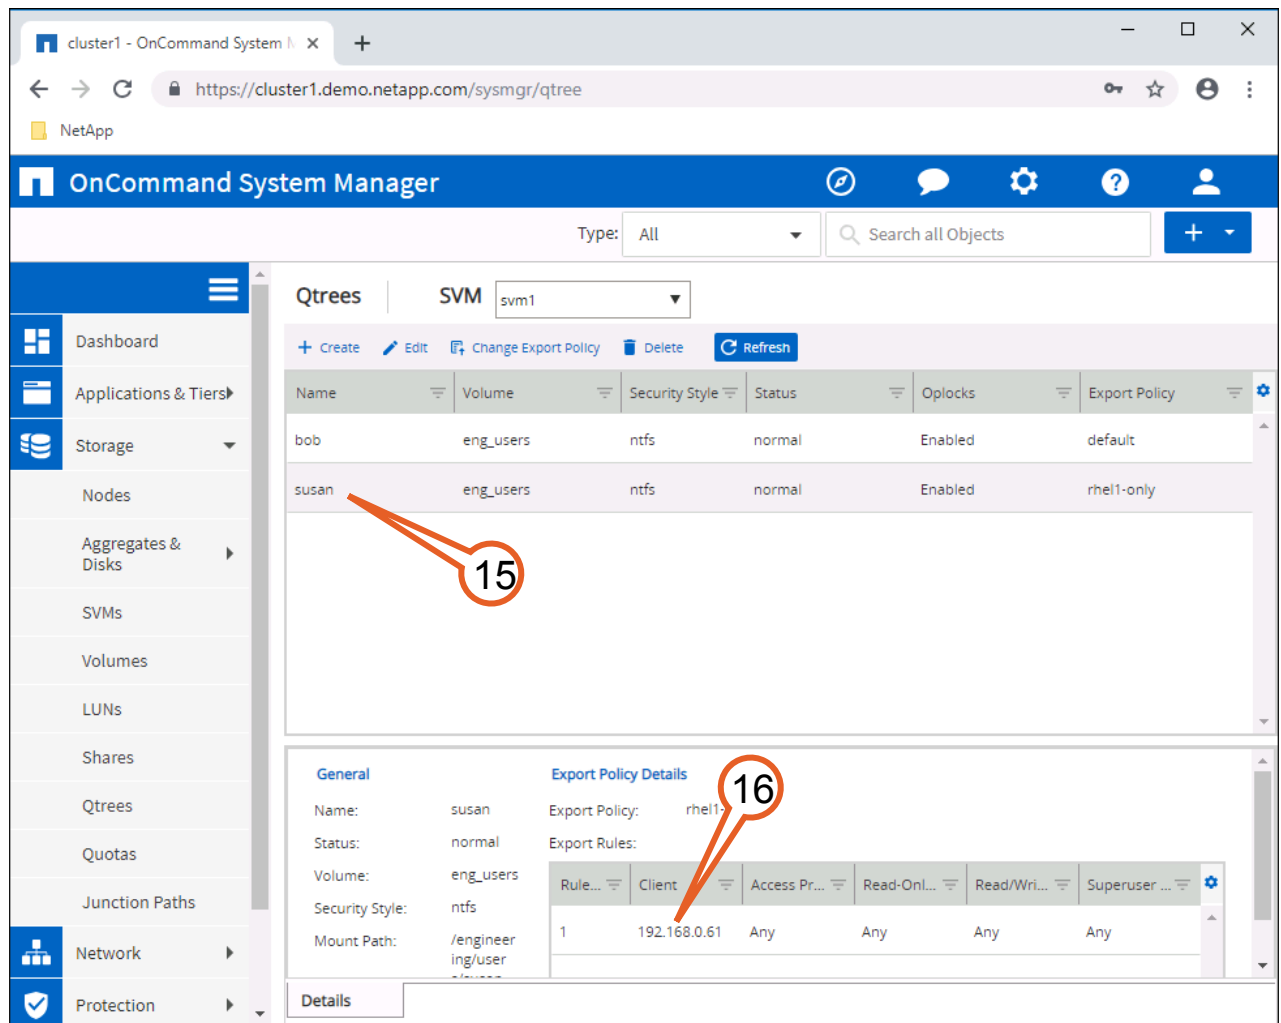 cluster1 - OnCommand System
https://cluster1.demo.netapp.com/sysmgr/qtree
NetApp
OnCommand System Manager
Type: All Search all Objects
Qtrees SVM svm1
Dashboard
Applications & Tiers
Storage
Nodes
Aggregates &
Disks
SVMs
Volumes
LUNs
Shares
Qtrees
Quotas
Junction Paths
Network
Protection
+ Create Edit Change Export Policy Delete Refresh
Name Volume Security Style Status Oplocks Export Policy
bob eng_users ntfs normal Enabled default
susan eng_users ntfs normal Enabled rhel1-only
15
General Export Policy Details
16
Name: susan Export Policy: rhel1-
Status: normal Export Rules:
Volume: eng_users
Rule... Client Access Pr... Read-Onl... Read/Wri... Superuser ...
Security Style: ntfs
1 192.168.0.61 Any Any Any Any
Mount Path: /engineer
ing/user
Details